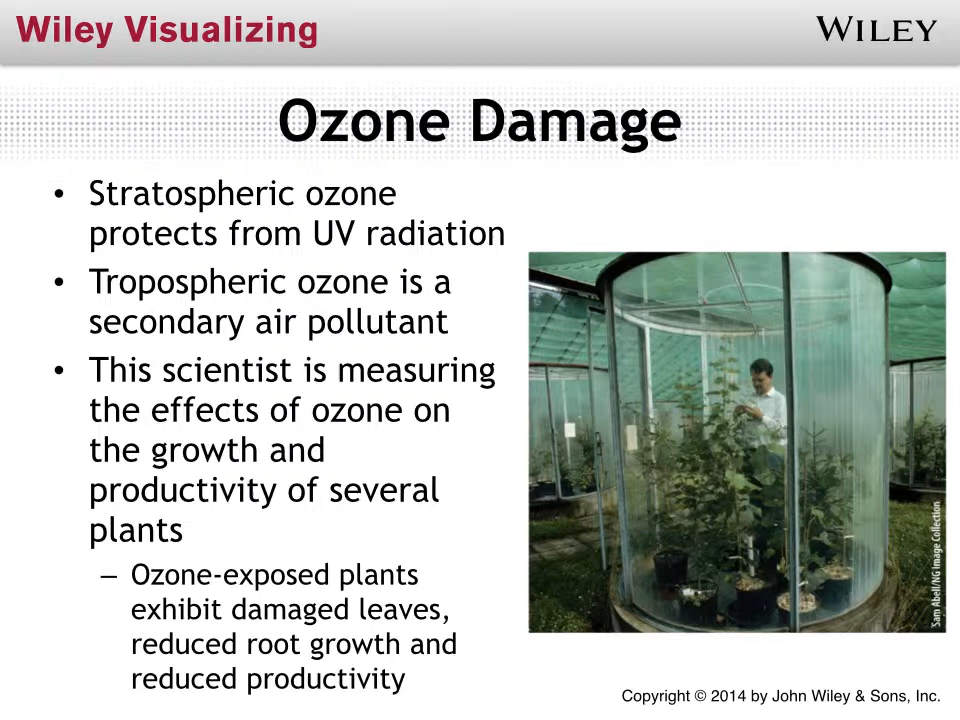 Wiley Visualizing
WILEY
Ozone Damage
• Stratospheric ozone
protects from UV radiation
• Tropospheric ozone is a
secondary air pollutant
• This scientist is measuring
the effects of ozone on
the growth and
productivity of several
plants
– Ozone-exposed plants
exhibit damaged leaves,
reduced root growth and
reduced productivity
Sam Abell/NG Image Collection
Copyright © 2014 by John Wiley & Sons, Inc.